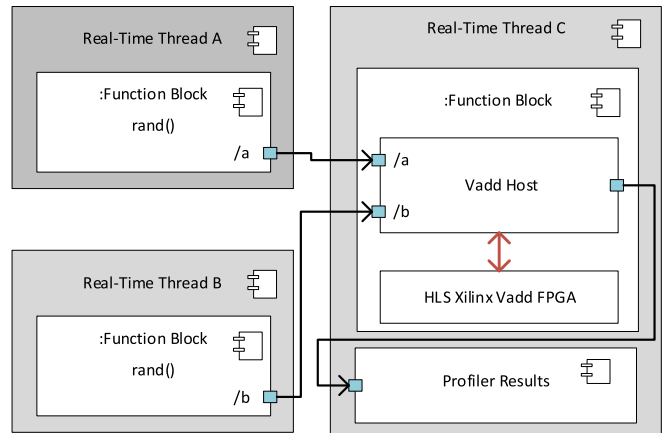 Real-Time Thread A
:Function Block
rand()
/a
Real-Time Thread B
:Function Block
rand()
/b
Real-Time Thread C
:Function Block
/a
Vadd Host
/b
HLS Xilinx Vadd FPGA
Profiler Results